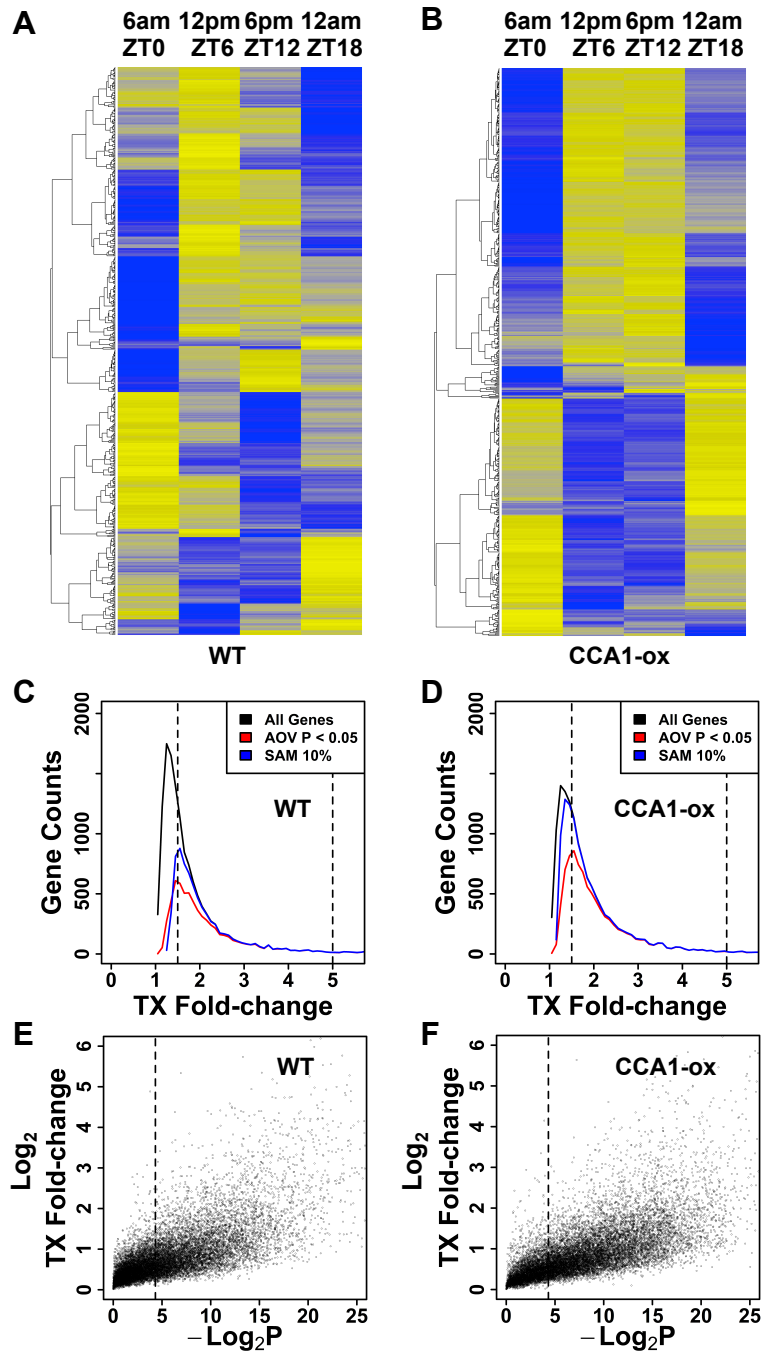 A
6am 12pm 6pm 12am
ZT0 ZT6 ZT12 ZT18
WT
B
6am 12pm 6pm 12am
ZT0 ZT6 ZT12 ZT18
CCA1-ox
C
2000
1000
500
0
Gene Counts
All Genes
AOV P < 0.05
SAM 10%
WT
0 1 2 3 4 5
TX Fold-change
D
2000
1000
500
0
Gene Counts
All Genes
AOV P < 0.05
SAM 10%
CCA1-ox
0 1 2 3 4 5
TX Fold-change
E
6
5
4
3
2
1
0
Log2
TX Fold-change
WT
0 5 10 15 20 25
−Log2P
F
6
5
4
3
2
1
0
Log2
TX Fold-change
CCA1-ox
0 5 10 15 20 25
−Log2P